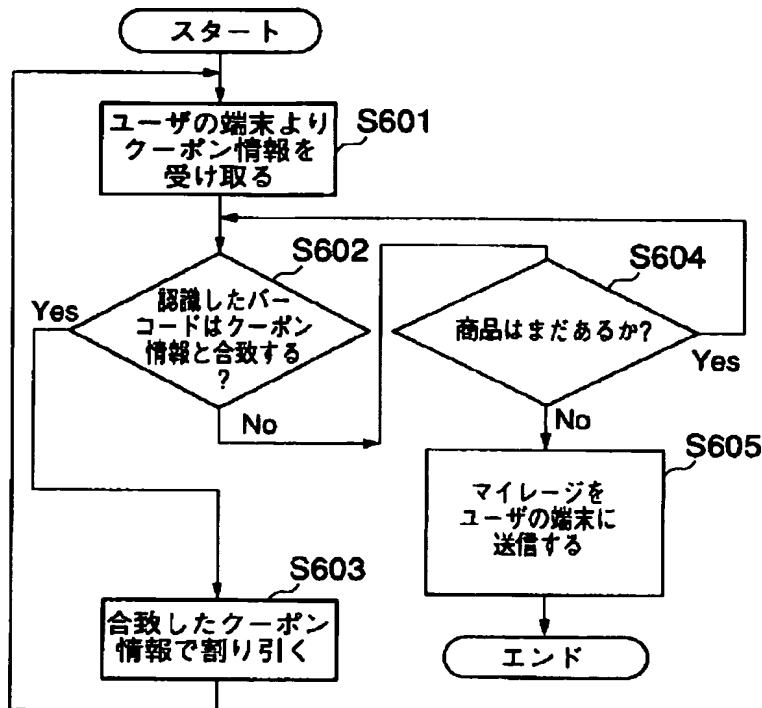 スタート
ユーザの端末より
クーポン情報を
受け取る
S601
S602
認識したバー
コードはクーポン
情報と合致する
?
Yes
No
S604
商品はまだあるか?
Yes
No
S605
マイレージを
ユーザの端末に
送信する
S603
合致したクーポン
情報で割り引く
エンド